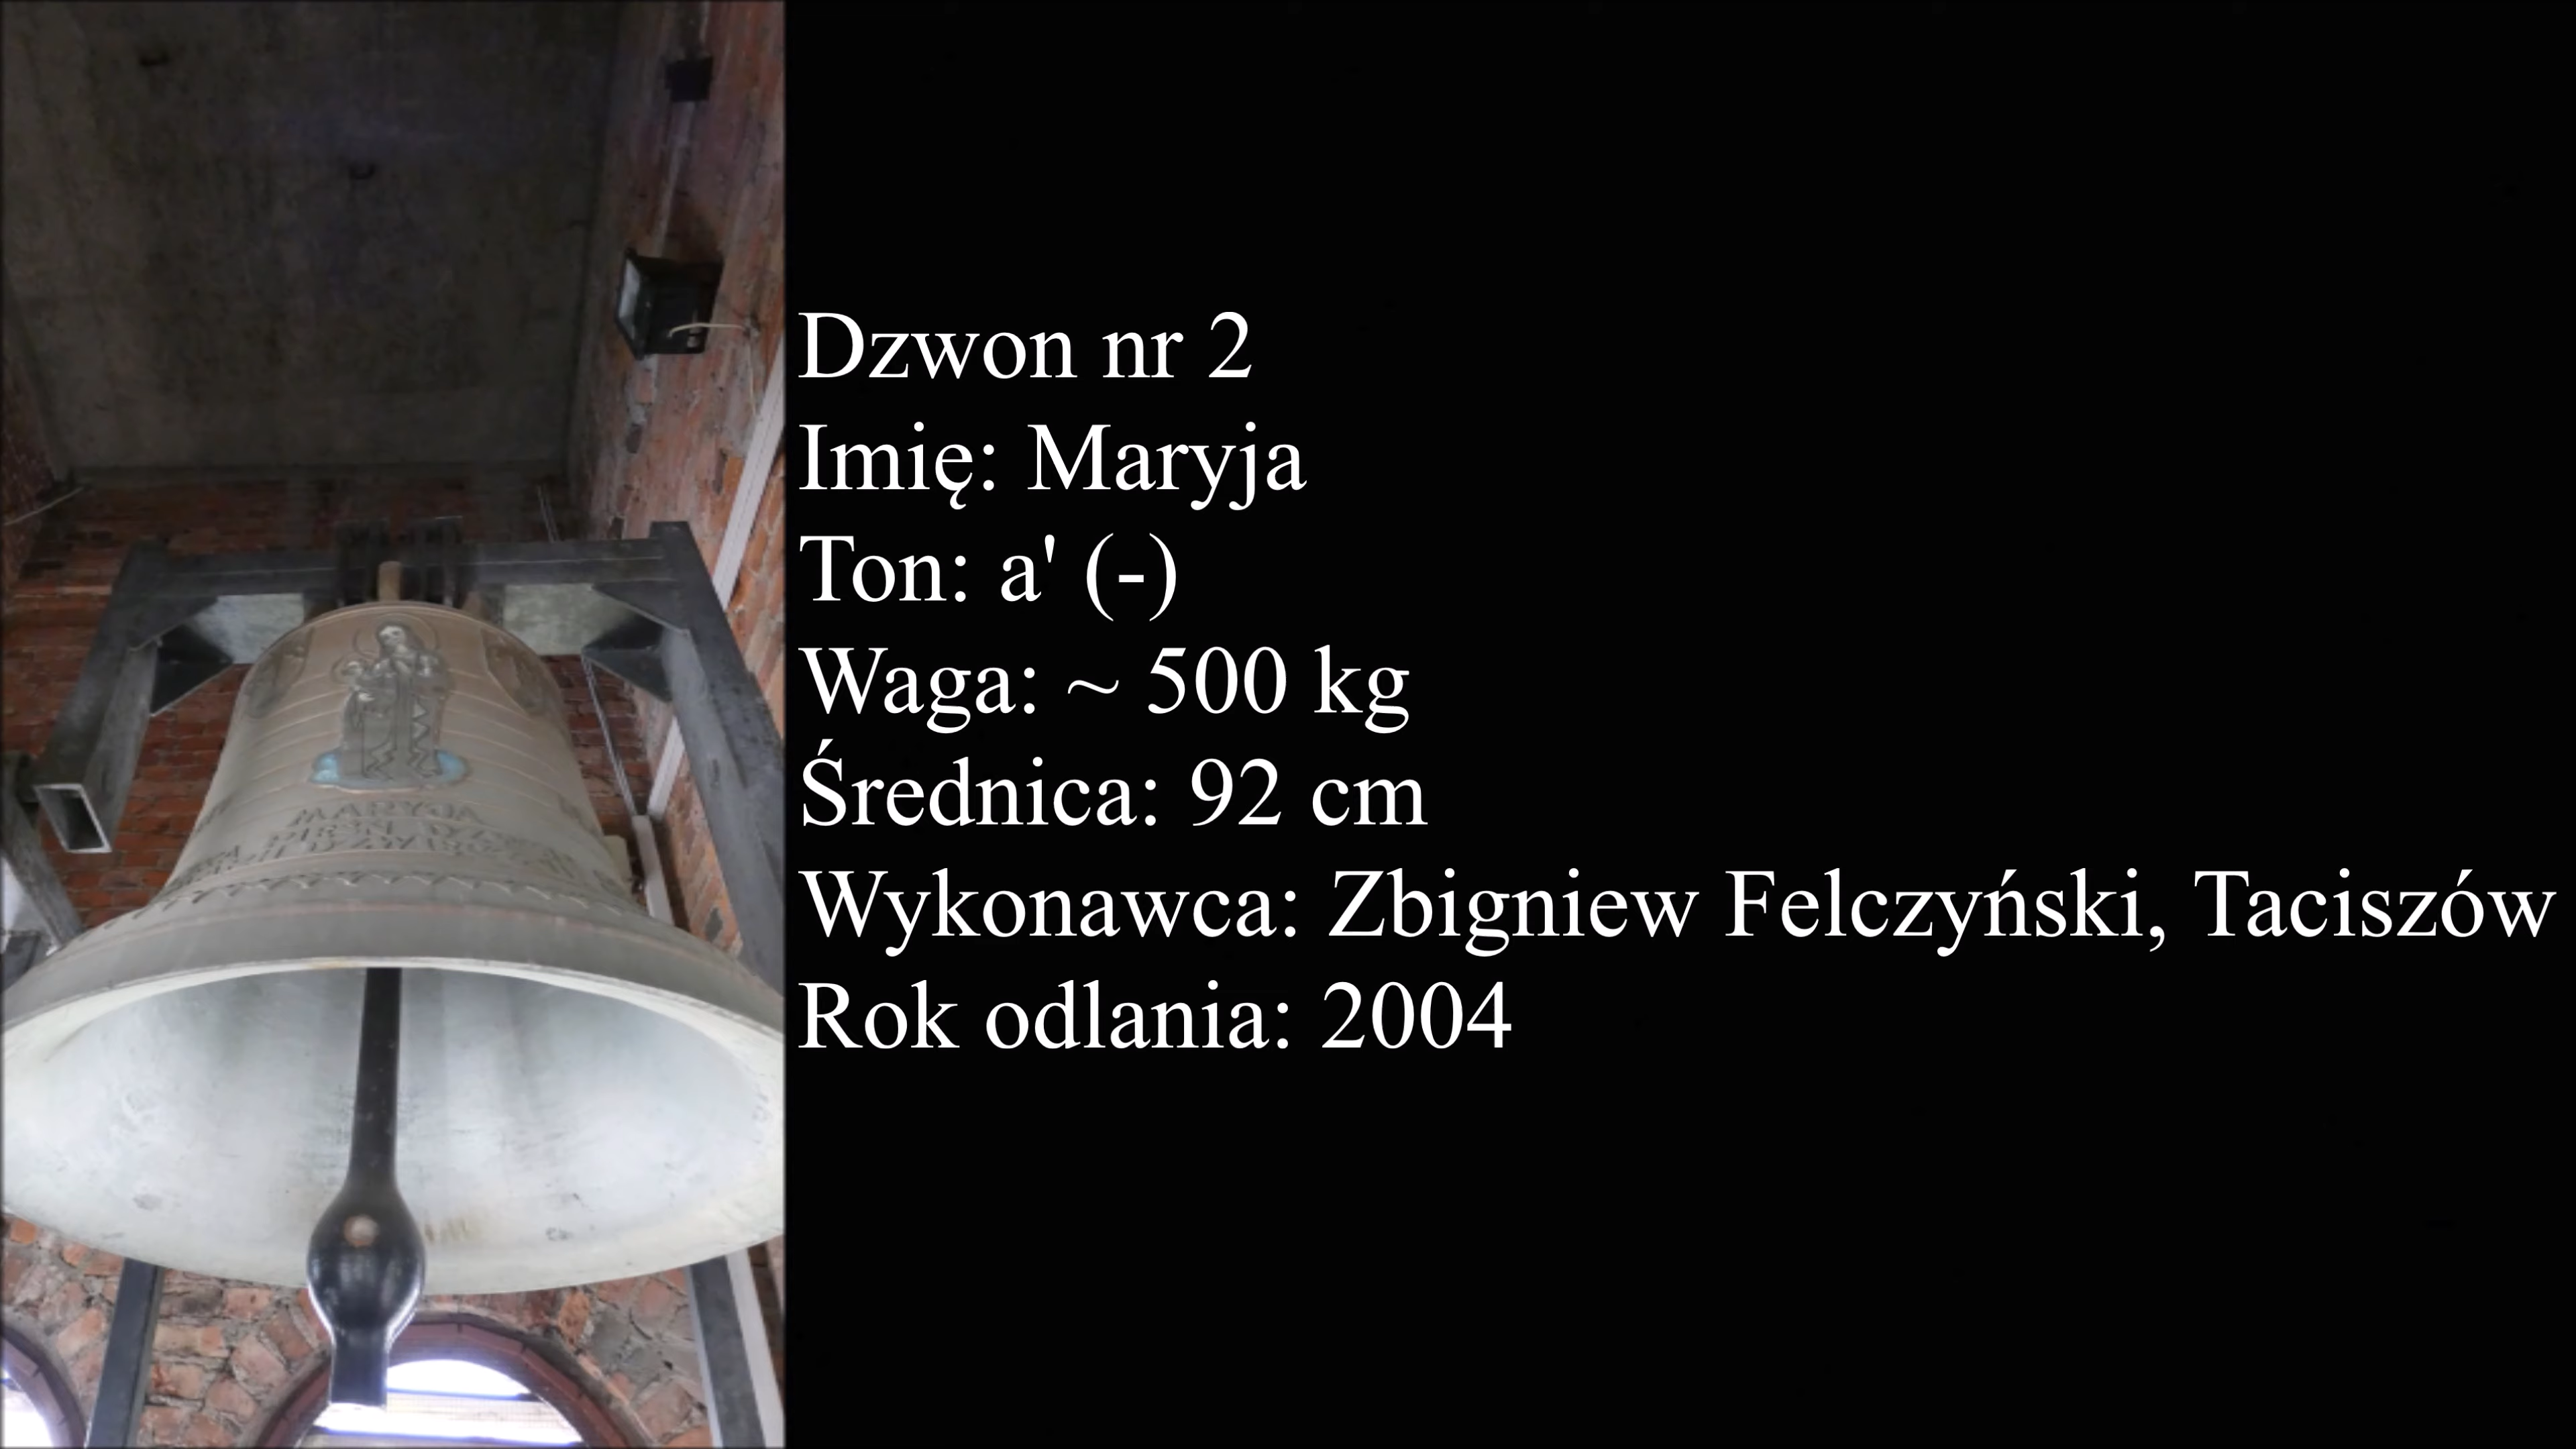 Dzwon nr 2
Imię: Maryja
Ton: a' (-)
Waga: ~ 500 kg
Średnica: 92 cm
Wykonawca: Zbigniew Felczyński, Taciszów
Rok odlania: 2004
MARYJA